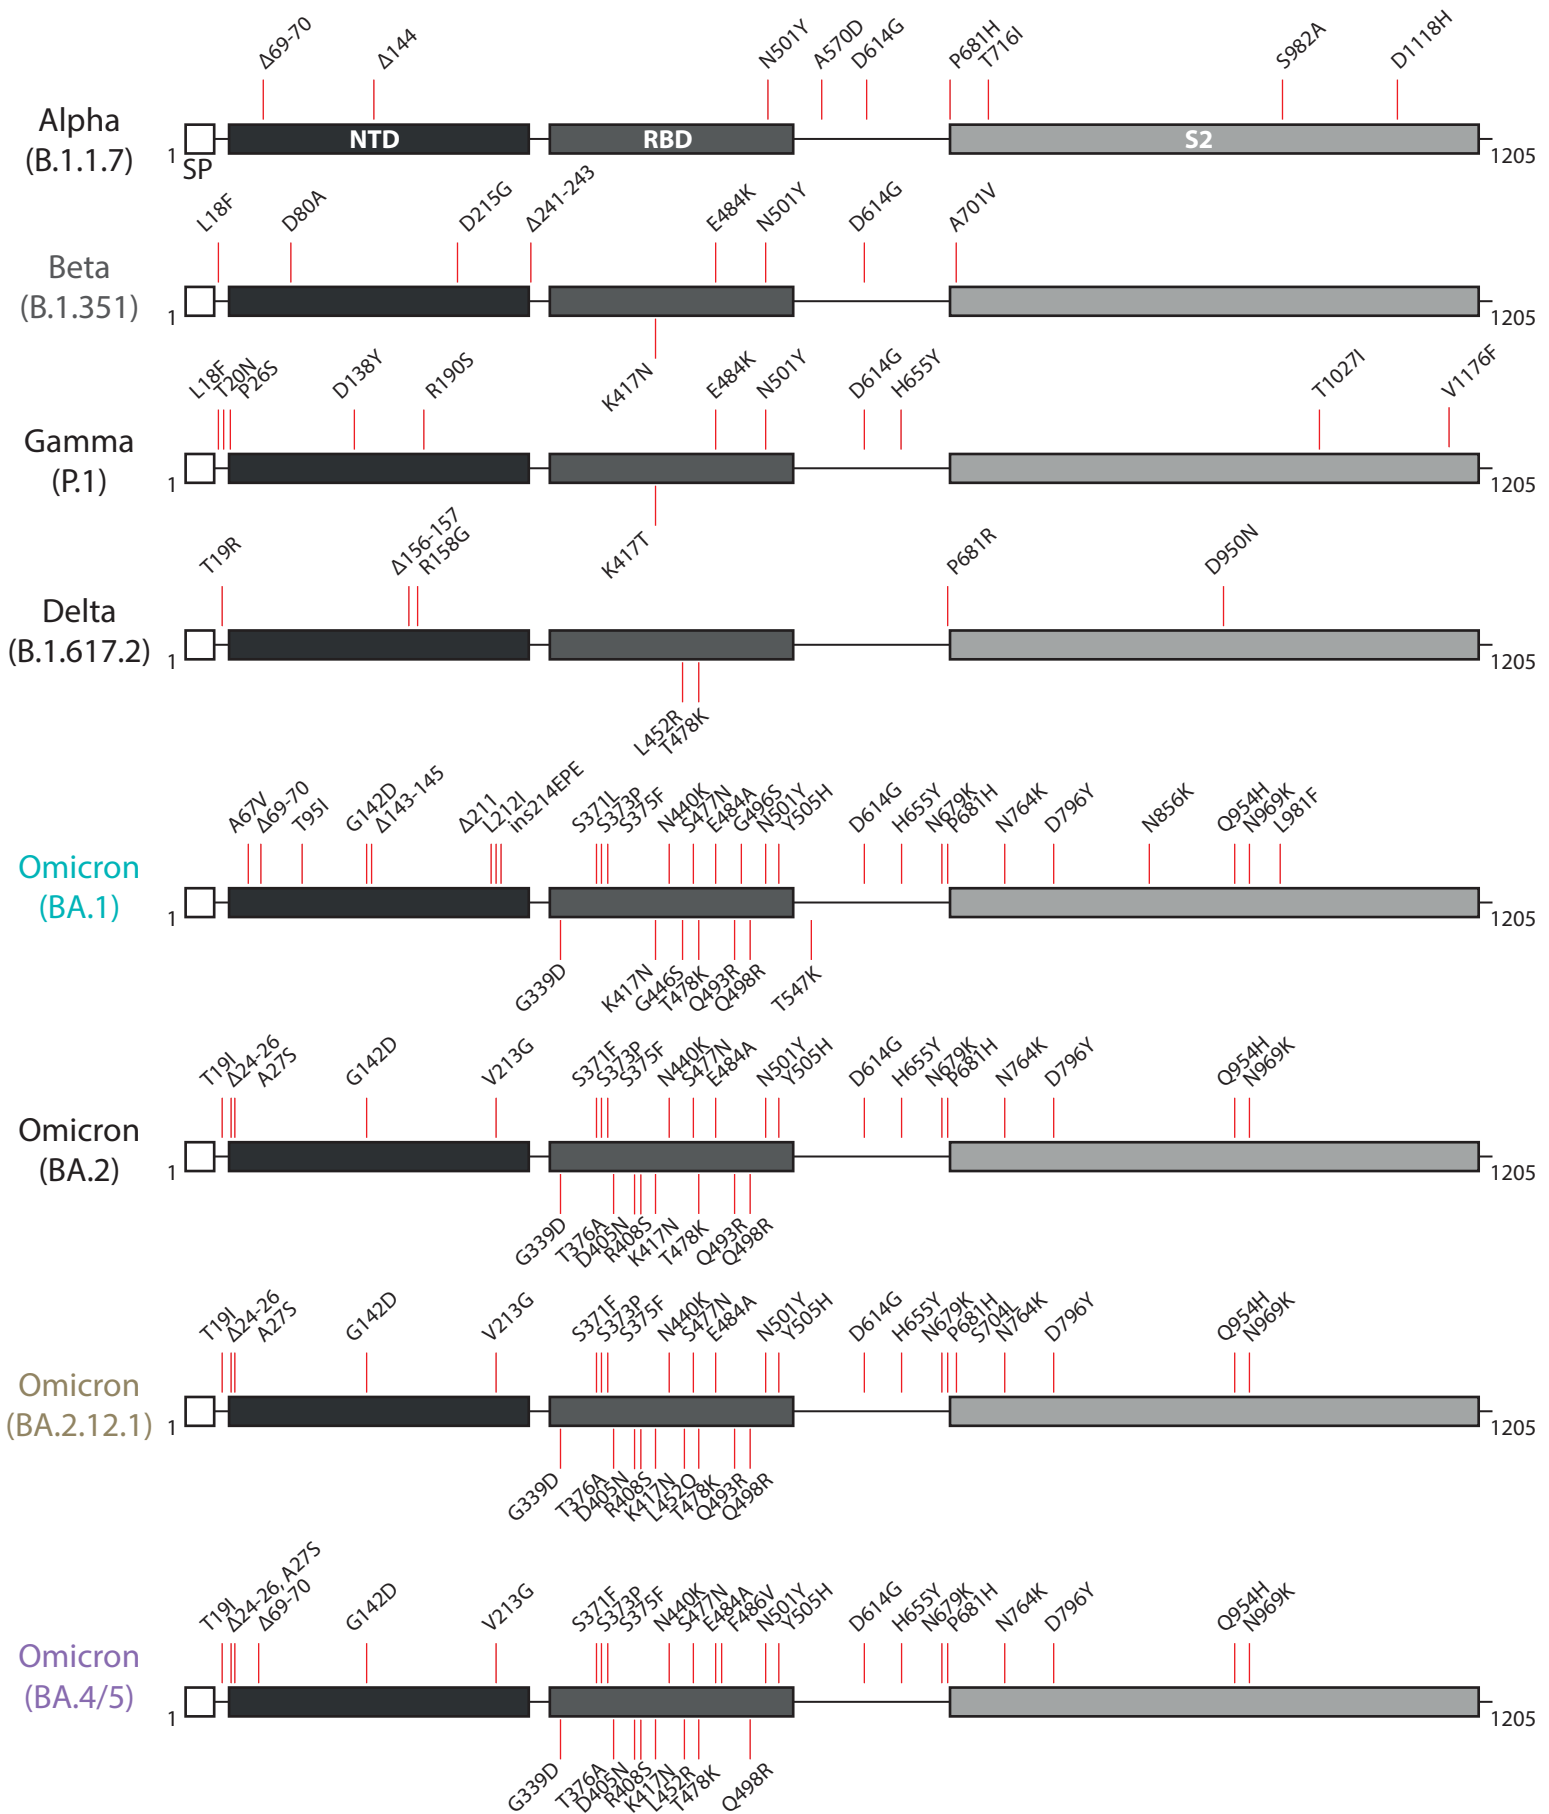 Δ69-70 Δ144 N501Y A570D D614G P681H T716I S982A D1118H
Alpha
(B.1.1.7)
1 SP NTD RBD S2 1205
L18F D80A D215G Δ241-243 E484K N501Y D614G A701V
Beta
(B.1.351)
1 1205
K417N
L18F T20N P26S D138Y R190S E484K N501Y D614G H655Y T1027I V1176F
Gamma
(P.1)
1 1205
K417T
T19R Δ156-157 R158G P681R D950N
Delta
(B.1.617.2)
1 1205
L452R T478K
A67V Δ69-70 T95I G142D Δ143-145 Δ211 L212I ins214EPE S371L S373P S375F N440K S477N E484A G496S N501Y Y505H D614G H655Y N679K P681H N764K D796Y N856K Q954H N969K L981F
Omicron
(BA.1)
1 1205
G339D K417N G446S T478K Q493R Q498R T547K
T19I Δ24-26 A27S G142D V213G S371F S373P S375F N440K S477N E484A N501Y Y505H D614G H655Y N679K P681H N764K D796Y Q954H N969K
Omicron
(BA.2)
1 1205
G339D T376A D405N R408S K417N T478K Q493R Q498R
T19I Δ24-26 A27S G142D V213G S371F S373P S375F N440K S477N E484A N501Y Y505H D614G H655Y N679K P681H S704L N764K D796Y Q954H N969K
Omicron
(BA.2.12.1)
1 1205
G339D T376A D405N R408S K417N L452Q T478K Q493R Q498R
T19I Δ24-26, A27S Δ69-70 G142D V213G S371F S373P S375F N440K S477N E484A F486V N501Y Y505H D614G H655Y N679K P681H N764K D796Y Q954H N969K
Omicron
(BA.4/5)
1 1205
G339D T376A D405N R408S K417N L452R T478K Q498R